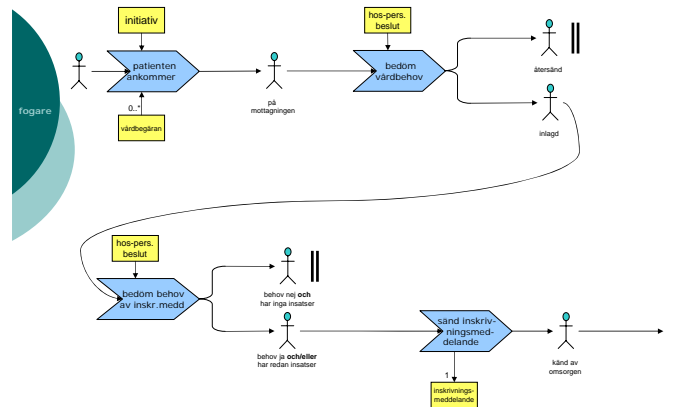 initiativ
patienten
ankommer
0..*
vårdbegäran
på
mottagningen
hos-pers.
beslut
bedöm
vårdbehov
återsänd
inlagd
fogare
hos-pers.
beslut
bedöm behov
av inskr.medd
behov nej och
har inga insatser
behov ja och/eller
har redan insatser
sänd inskriv-
ningsmed-
delande
1
inskrivnings-
meddelande
känd av
omsorgen